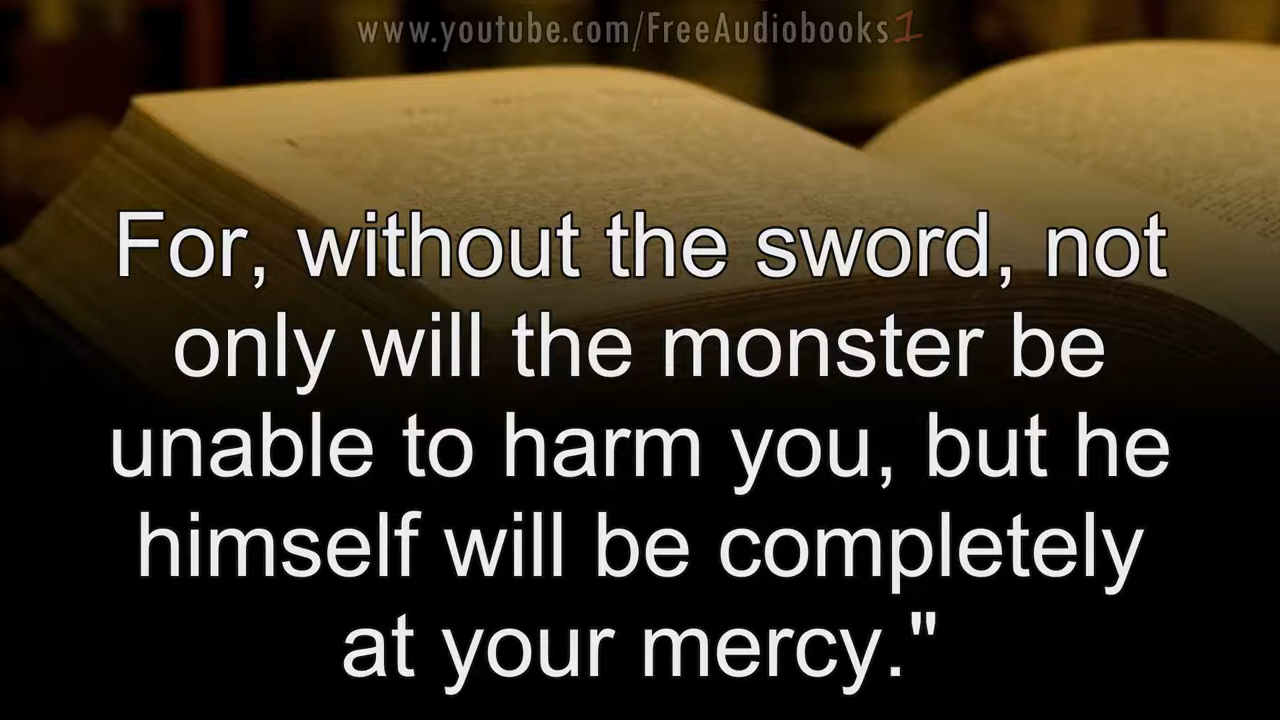 www.youtube.com/FreeAudiobooks1
For, without the sword, not
only will the monster be
unable to harm you, but he
himself will be completely
at your mercy."